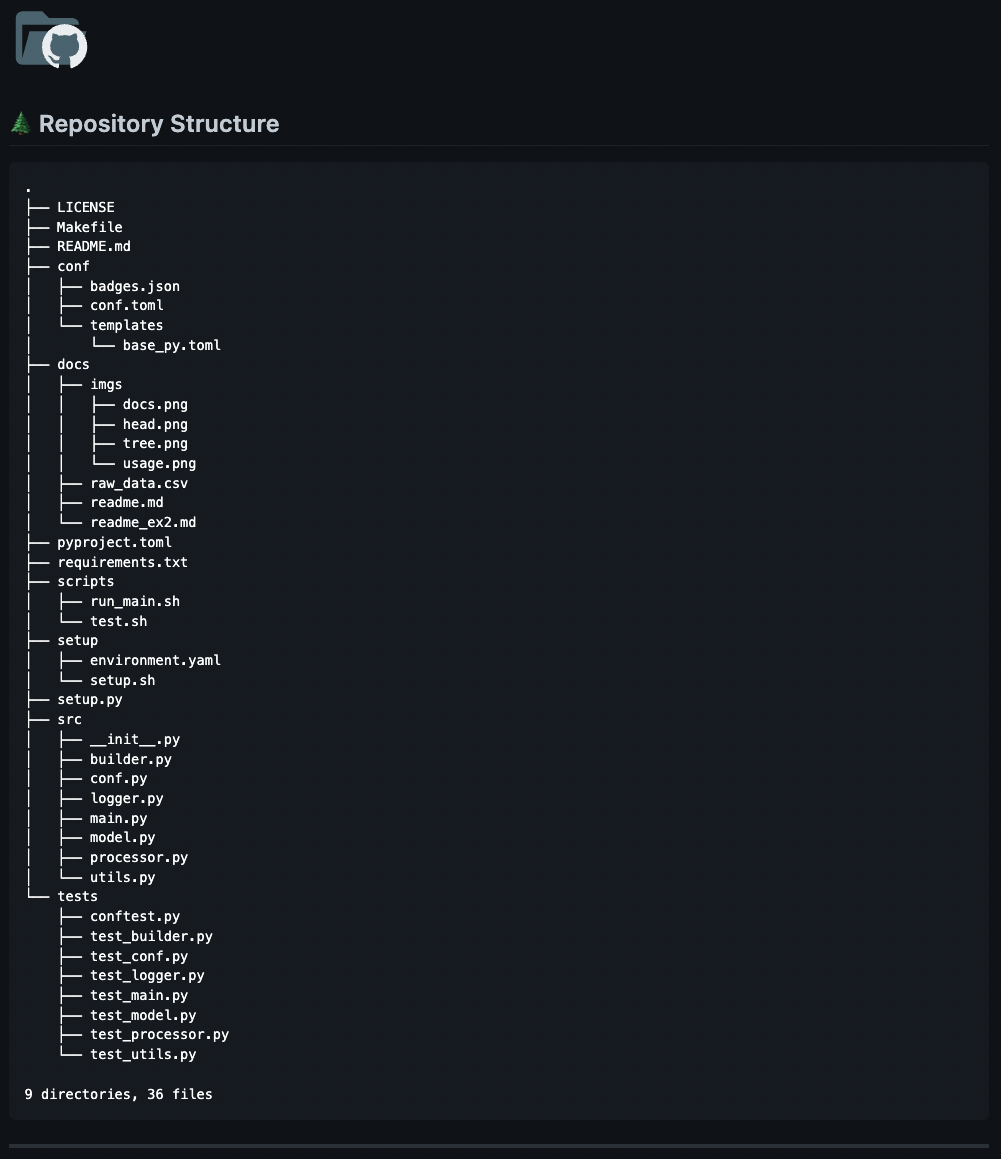 🌲 Repository Structure
.
├── LICENSE
├── Makefile
├── README.md
├── conf
│   ├── badges.json
│   ├── conf.toml
│   └── templates
│       └── base_py.toml
├── docs
│   ├── imgs
│   │   ├── docs.png
│   │   ├── head.png
│   │   ├── tree.png
│   │   └── usage.png
│   ├── raw_data.csv
│   ├── readme.md
│   └── readme_ex2.md
├── pyproject.toml
├── requirements.txt
├── scripts
│   ├── run_main.sh
│   └── test.sh
├── setup
│   ├── environment.yaml
│   └── setup.sh
├── setup.py
├── src
│   ├── __init__.py
│   ├── builder.py
│   ├── conf.py
│   ├── logger.py
│   ├── main.py
│   ├── model.py
│   ├── processor.py
│   └── utils.py
└── tests
    ├── conftest.py
    ├── test_builder.py
    ├── test_conf.py
    ├── test_logger.py
    ├── test_main.py
    ├── test_model.py
    ├── test_processor.py
    └── test_utils.py
9 directories, 36 files